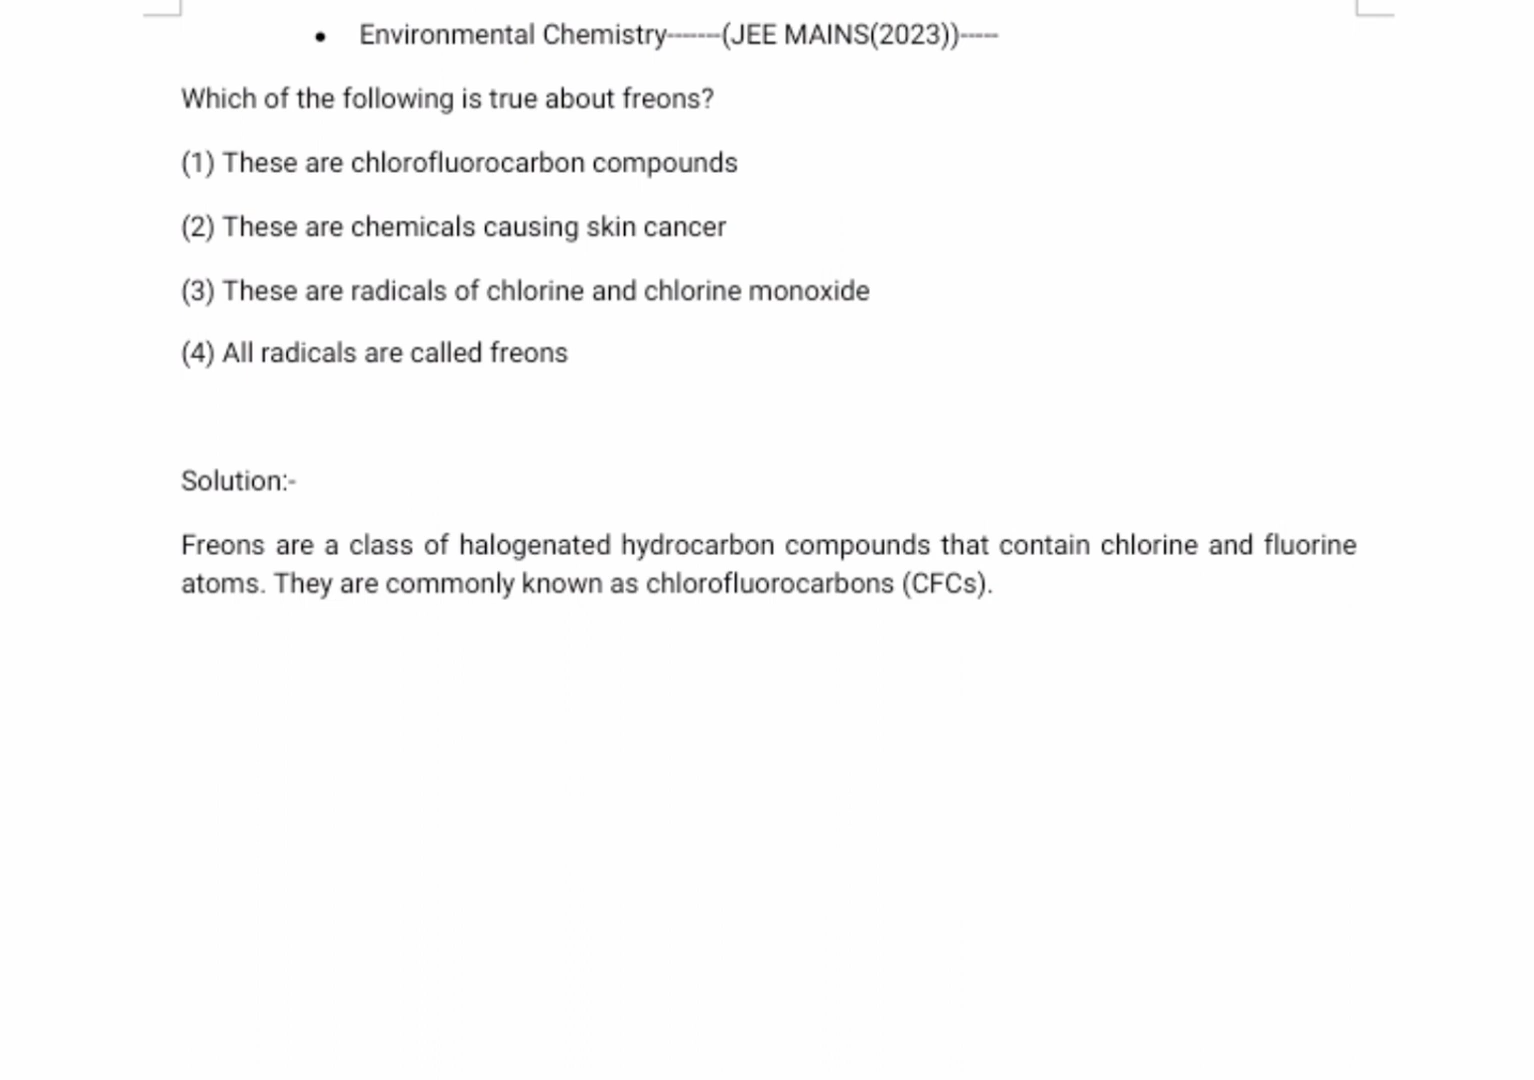 • Environmental Chemistry-------(JEE MAINS(2023))-----
Which of the following is true about freons?
(1) These are chlorofluorocarbon compounds
(2) These are chemicals causing skin cancer
(3) These are radicals of chlorine and chlorine monoxide
(4) All radicals are called freons
Solution:-
Freons are a class of halogenated hydrocarbon compounds that contain chlorine and fluorine
atoms. They are commonly known as chlorofluorocarbons (CFCs).